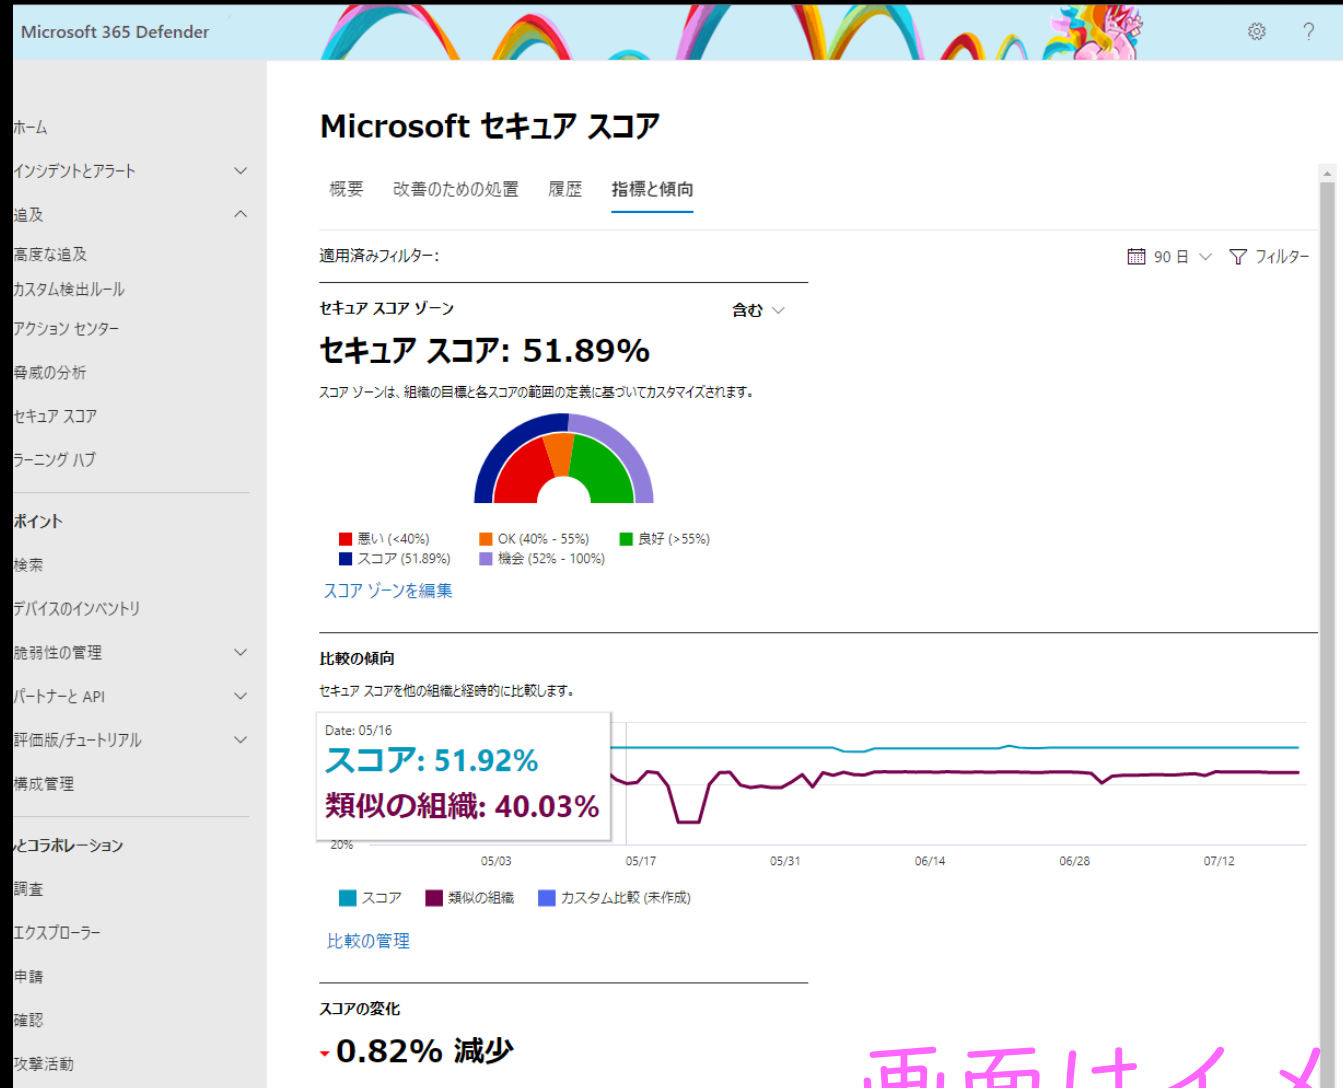 Microsoft 365 Defender
?
ホーム
インシデントとアラート
追及
高度な追及
カスタム検出ルール
アクション センター
脅威の分析
セキュア スコア
ラーニング ハブ
ポイント
検索
デバイスのインベントリ
脆弱性の管理
パートナーと API
評価版/チュートリアル
構成管理
とコラボレーション
調査
エクスプローラー
申請
確認
攻撃活動
Microsoft セキュア スコア
概要 改善のための処置 履歴 指標と傾向
適用済みフィルター:
90 日 フィルター
セキュア スコア ゾーン 含む
セキュア スコア: 51.89%
スコア ゾーンは、組織の目標と各スコアの範囲の定義に基づいてカスタマイズされます。
悪い (<40%) OK (40% - 55%) 良好 (>55%)
スコア (51.89%) 機会 (52% - 100%)
スコア ゾーンを編集
比較の傾向
セキュア スコアを他の組織と経時的に比較します。
Date: 05/16
スコア: 51.92%
類似の組織: 40.03%
20%
05/03 05/17 05/31 06/14 06/28 07/12
スコア 類似の組織 カスタム比較 (未作成)
比較の管理
スコアの変化
0.82% 減少
画面はイメ